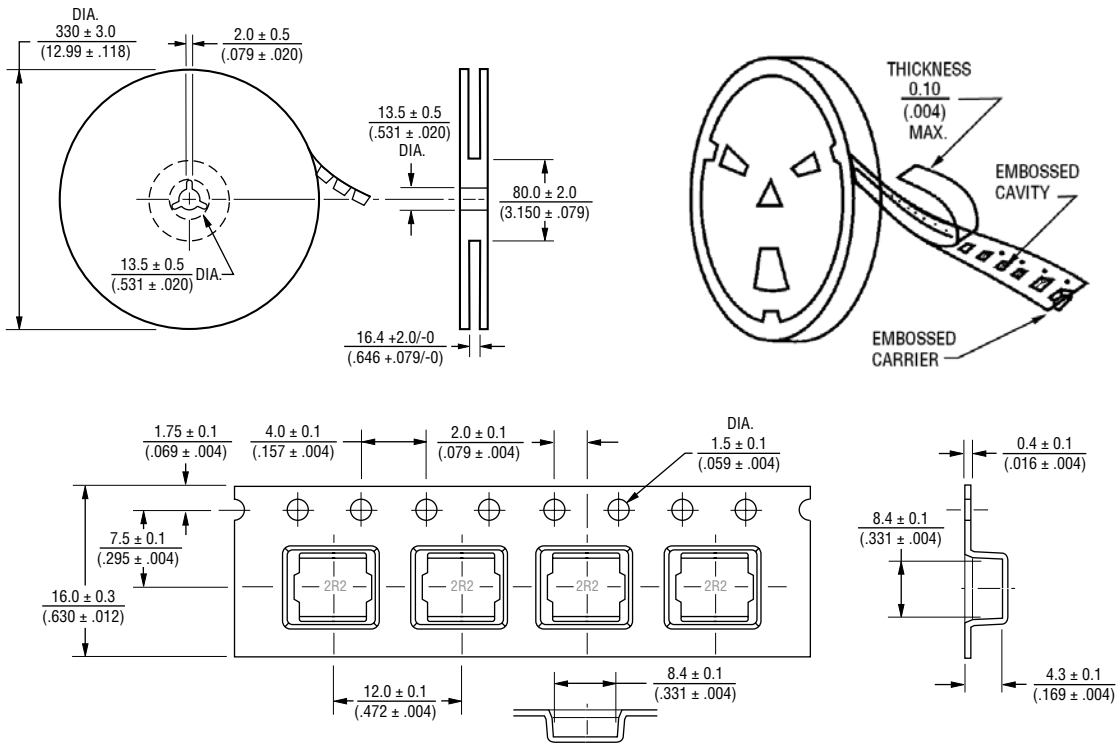 DIA.
330 ± 3.0
(12.99 ± .118)
2.0 ± 0.5
(.079 ± .020)
13.5 ± 0.5
(.531 ± .020)
DIA.
80.0 ± 2.0
(3.150 ± .079)
13.5 ± 0.5
(.531 ± .020)
DIA.
16.4 +2.0/-0
(.646 +.079/-0)
THICKNESS
0.10
(.004)
MAX.
EMBOSSED
CAVITY
EMBOSSED
CARRIER
1.75 ± 0.1
(.069 ± .004)
4.0 ± 0.1
(.157 ± .004)
2.0 ± 0.1
(.079 ± .004)
DIA.
1.5 ± 0.1
(.059 ± .004)
0.4 ± 0.1
(.016 ± .004)
7.5 ± 0.1
(.295 ± .004)
8.4 ± 0.1
(.331 ± .004)
16.0 ± 0.3
(.630 ± .012)
2R2 2R2 2R2 2R2
12.0 ± 0.1
(.472 ± .004)
8.4 ± 0.1
(.331 ± .004)
4.3 ± 0.1
(.169 ± .004)